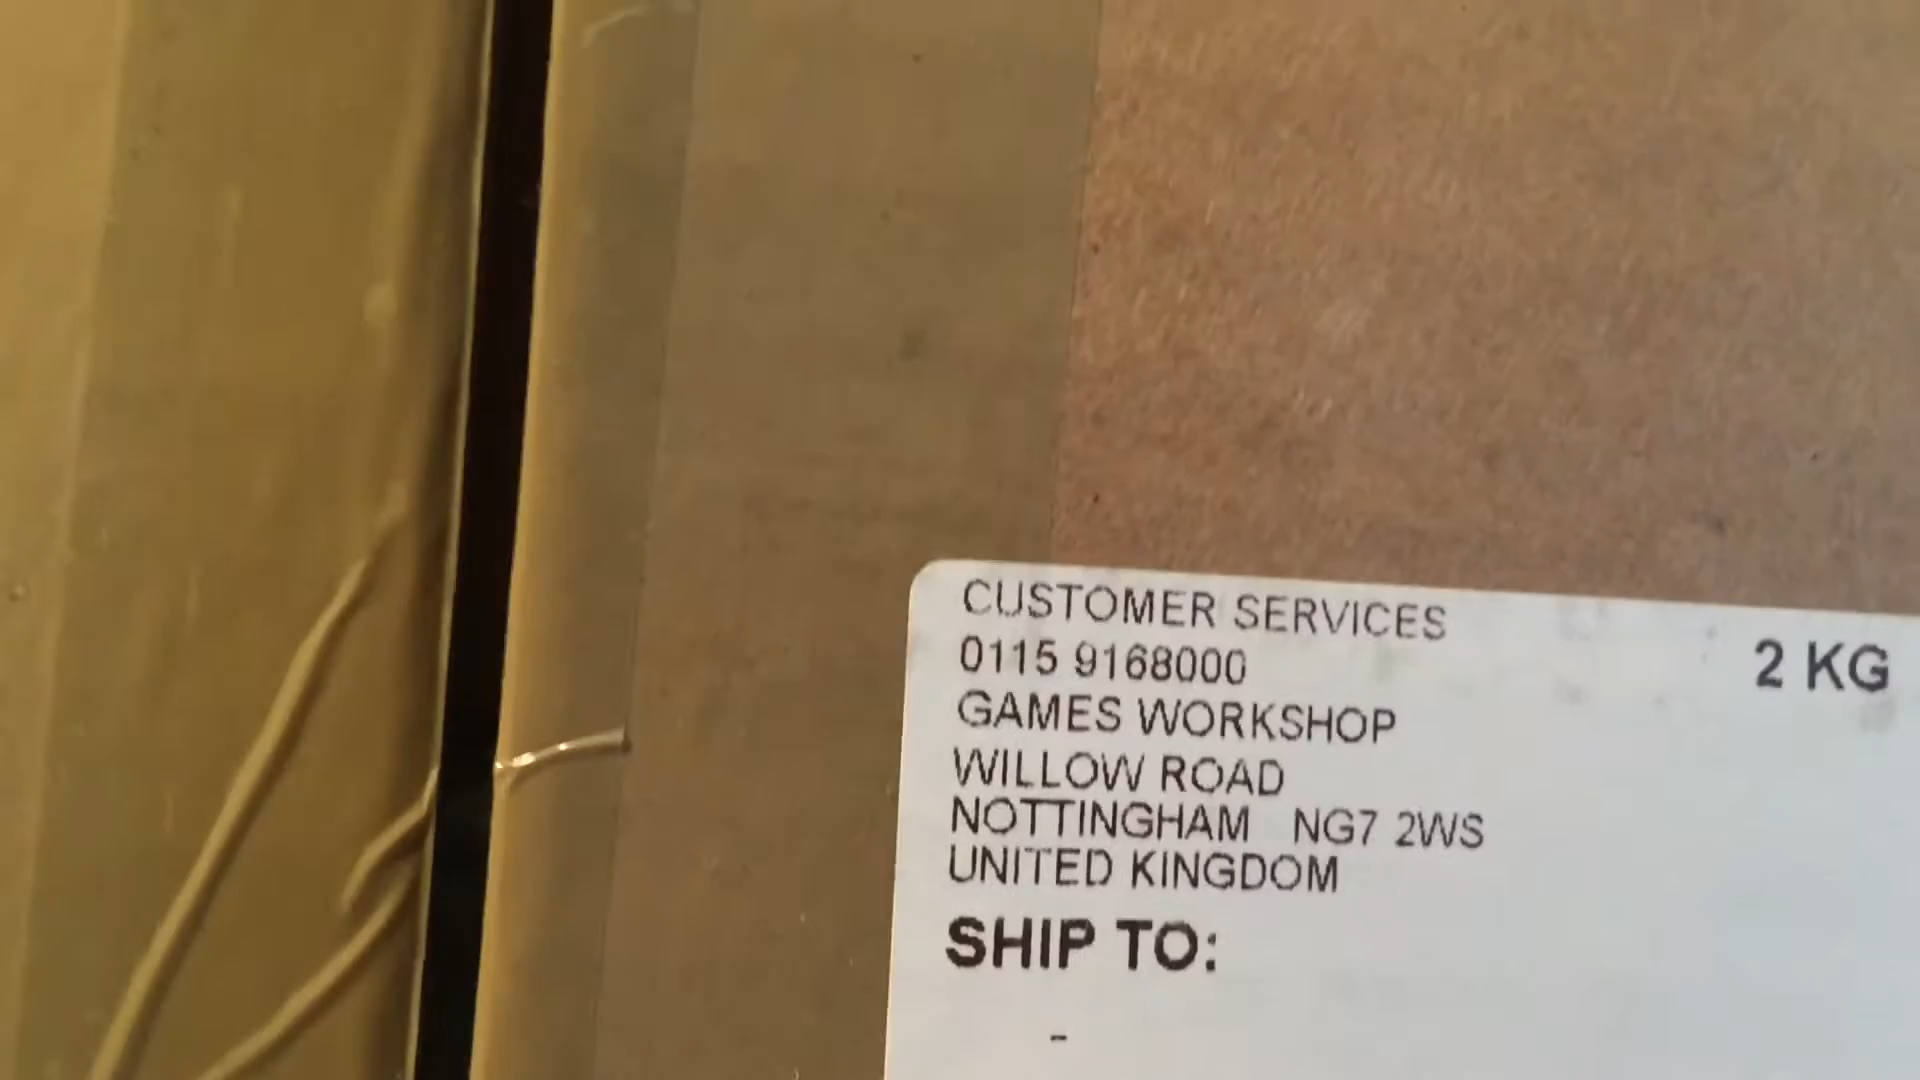 CUSTOMER SERVICES
0115 9168000
2 KG
GAMES WORKSHOP
WILLOW ROAD
NOTTINGHAM NG7 2WS
UNITED KINGDOM
SHIP TO:
-